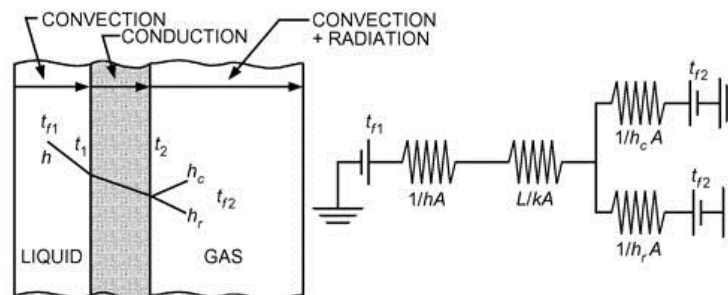 CONVECTION
CONDUCTION
CONVECTION
+ RADIATION
t_f1
h
t_1
t_2
h_c
h_r
t_f2
LIQUID
GAS
t_f1
1/hA
L/kA
t_f2
1/h_c A
t_f2
1/h_r A